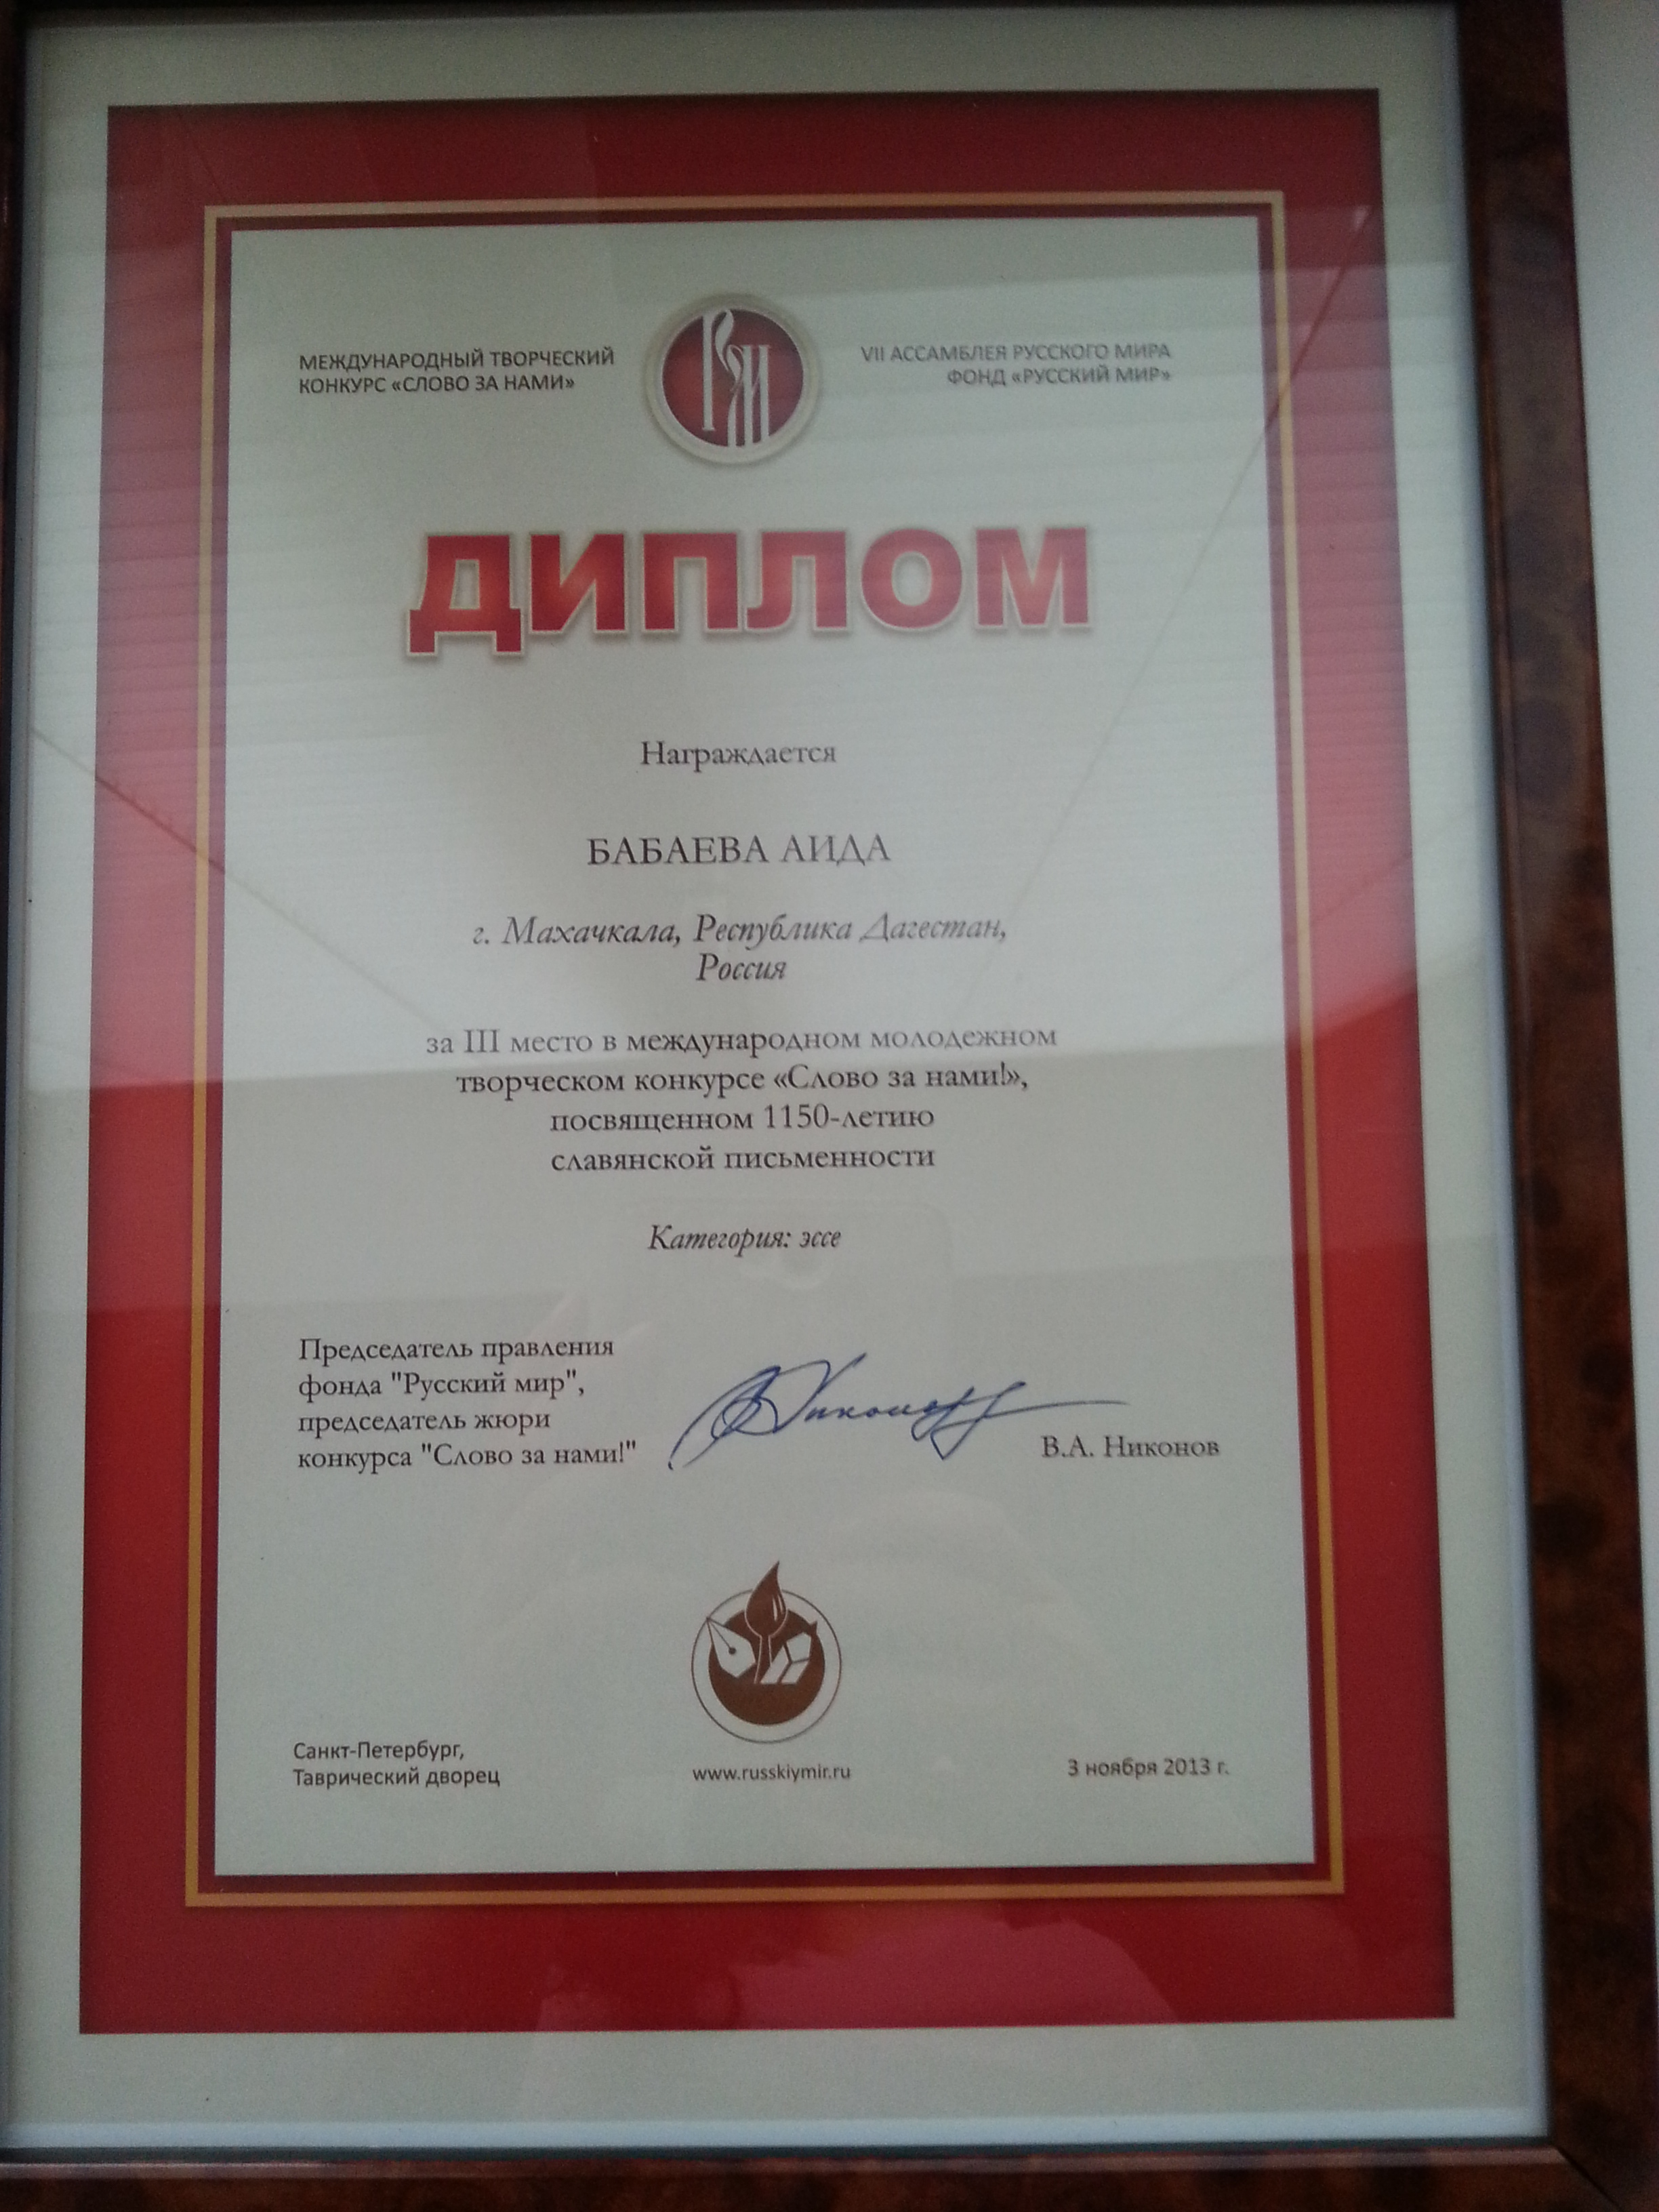 МЕЖДУНАРОДНЫЙ ТВОРЧЕСКИЙ
КОНКУРС «СЛОВО ЗА НАМИ»
VII АССАМБЛЕЯ РУССКОГО МИРА
ФОНД «РУССКИЙ МИР»
ДИПЛОМ
Награждается
БАБАЕВА АИДА
г. Махачкала, Республика Дагестан,
Россия
за III место в международном молодежном
творческом конкурсе «Слово за нами!»,
посвященном 1150-летию
славянской письменности
Категория: эссе
Председатель правления
фонда "Русский мир",
председатель жюри
конкурса "Слово за нами!"
В.А. Никонов
Санкт-Петербург,
Таврический дворец
www.russkiymir.ru
3 ноября 2013 г.